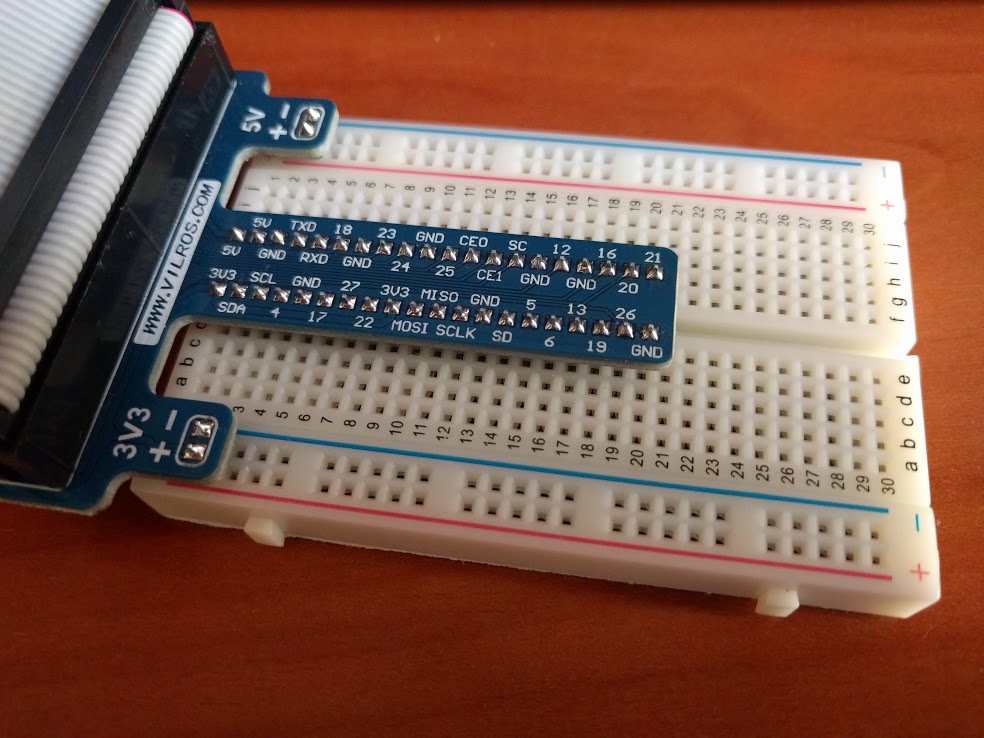 5V + -
-
+
1 2 3 4 5 6 7 8 9 10 11 12 13 14 15 16 17 18 19 20 21 22 23 24 25 26 27 28 29 30
j i h g f
WWW.VILROS.COM
5V TXD 18 23 GND CE0 SC 12 16 21
5V GND RXD GND 24 25 CE1 GND GND 20
3V3 SCL GND 27 3V3 MISO GND 5 13 26
SDA 4 17 22 MOSI SCLK SD 6 19 GND
c b a
e d c b a
3 4 5 6 7 8 9 10 11 12 13 14 15 16 17 18 19 20 21 22 23 24 25 26 27 28 29 30
3V3 + -
-
+